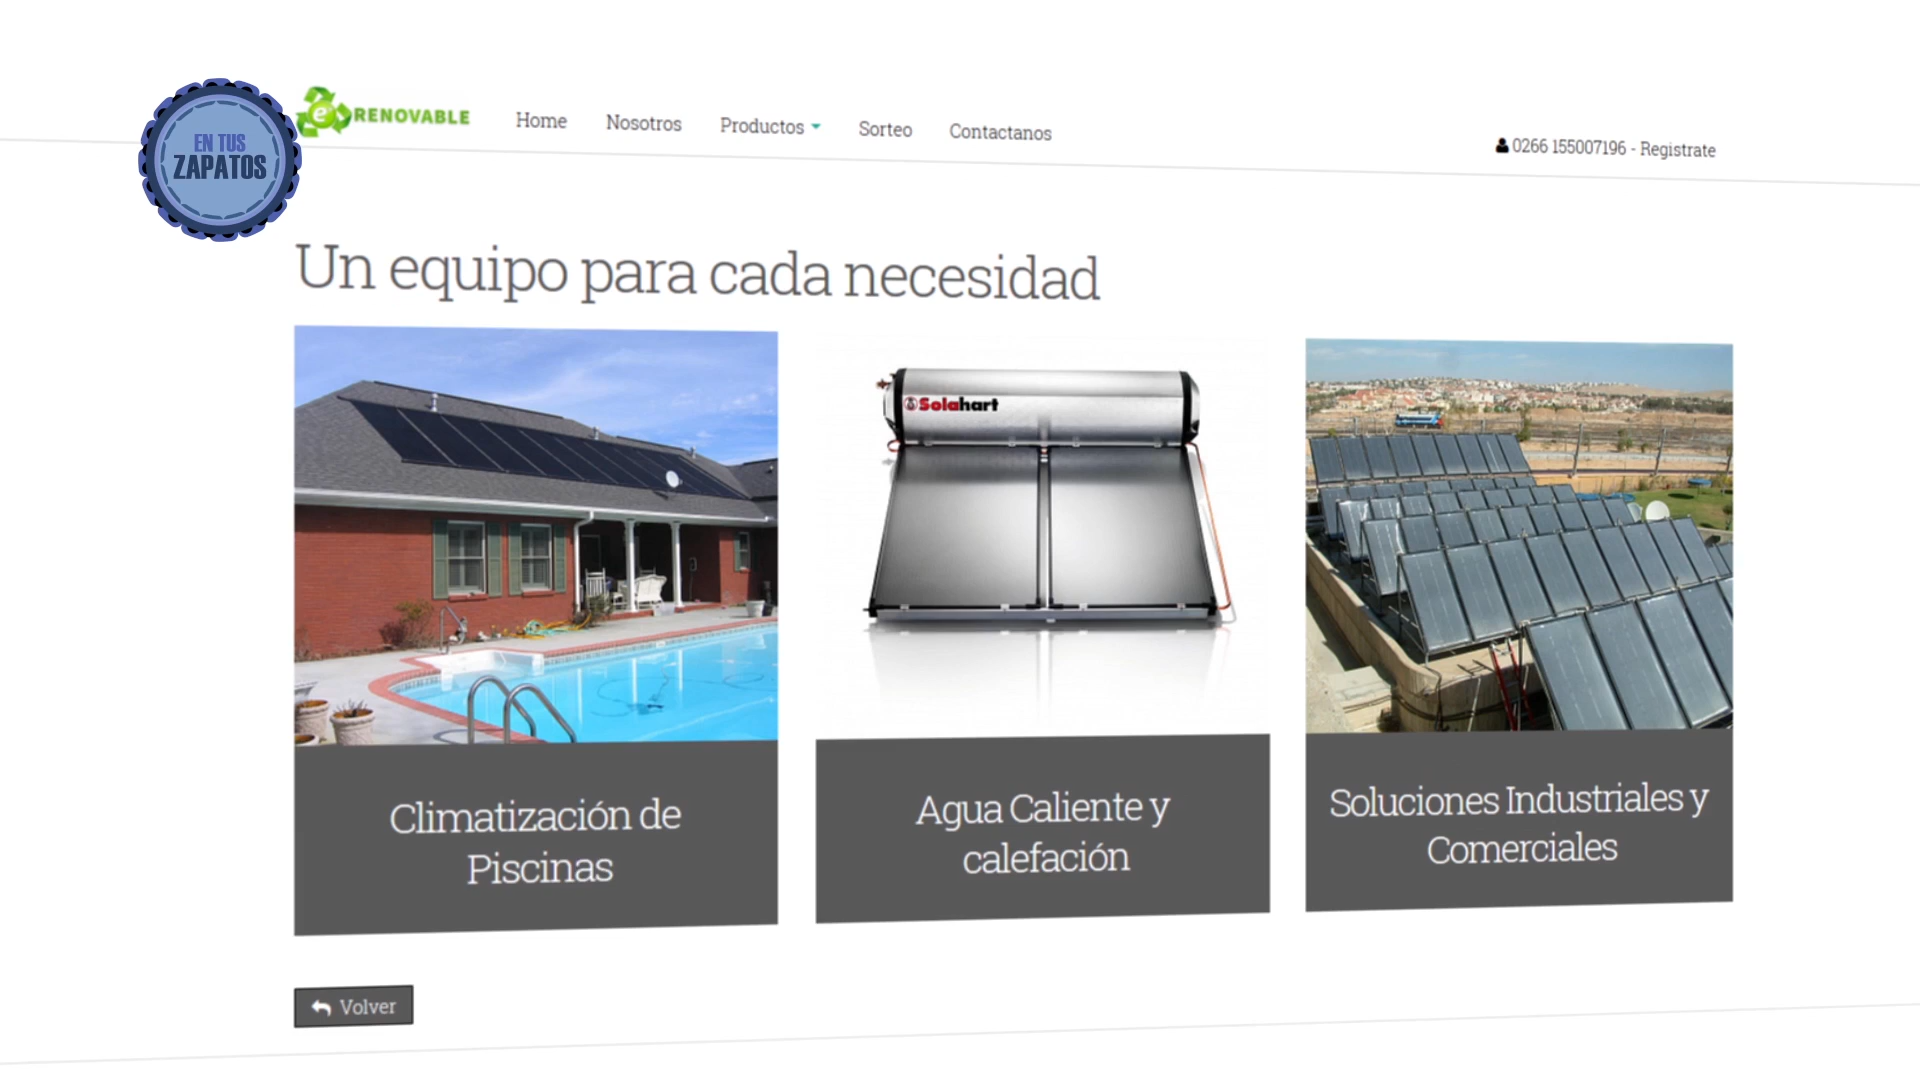 EN TUS
ZAPATOS
e RENOVABLE
Home Nosotros Productos Sorteo Contactanos
0266 155007196 - Registrate
Un equipo para cada necesidad
Solahart
Climatización de
Piscinas
Agua Caliente y
calefación
Soluciones Industriales y
Comerciales
Volver